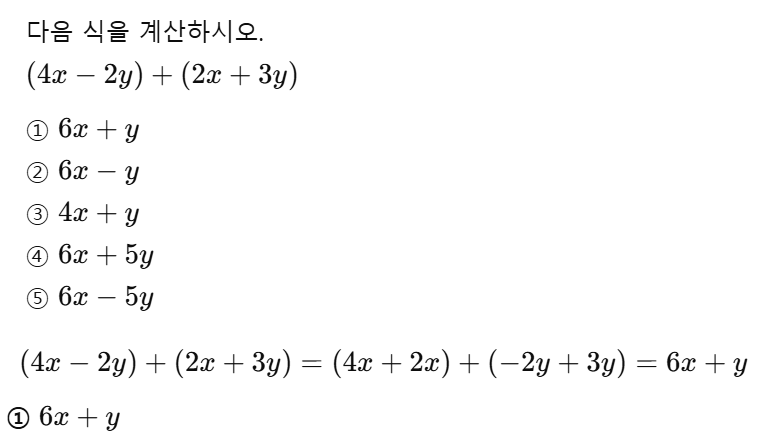 다음 식을 계산하시오.
(4x − 2y) + (2x + 3y)
① 6x + y
② 6x − y
③ 4x + y
④ 6x + 5y
⑤ 6x − 5y
(4x − 2y) + (2x + 3y) = (4x + 2x) + (−2y + 3y) = 6x + y
① 6x + y